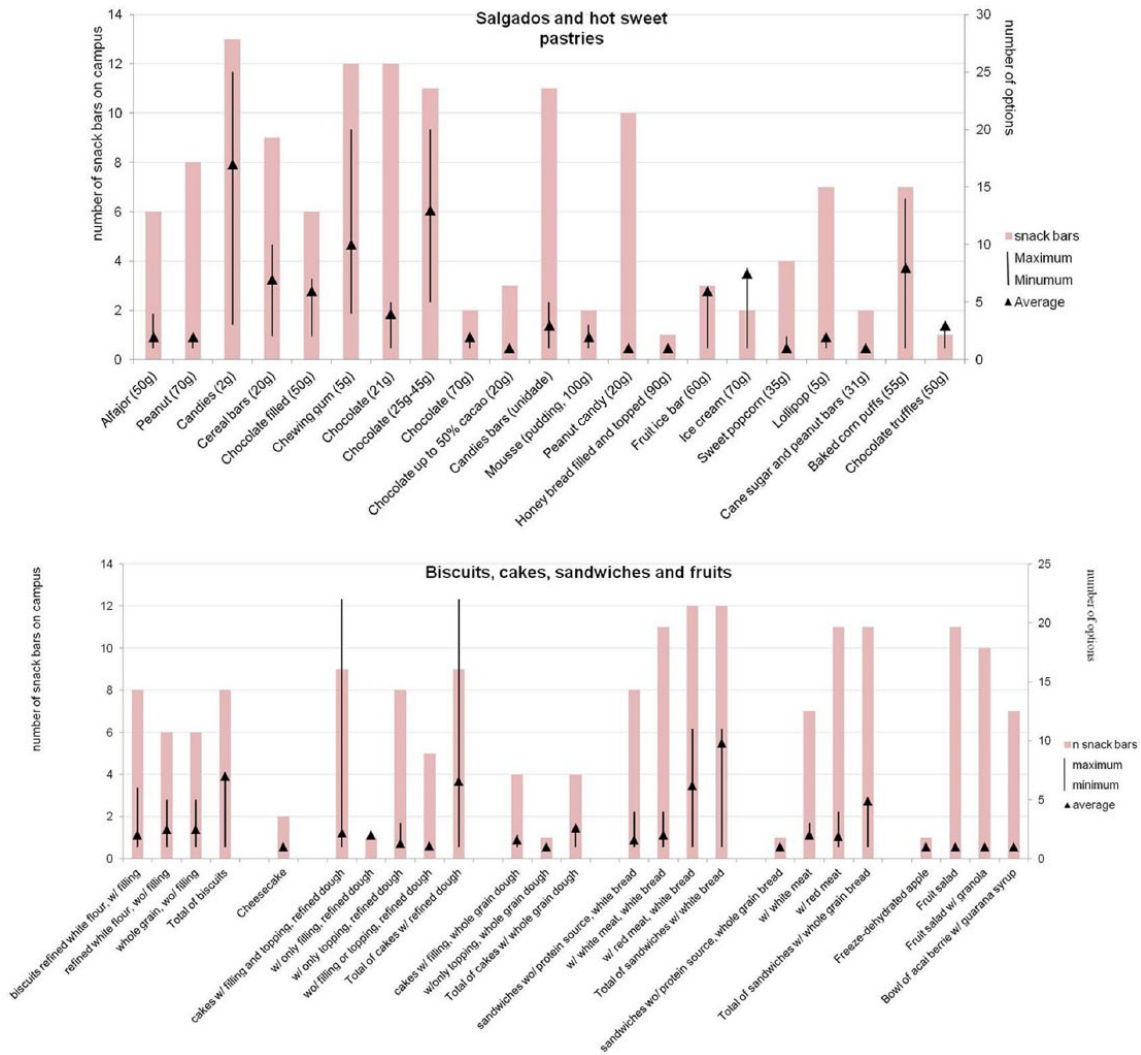 Salgados and hot sweet
pastries
number of snack bars on campus
14
12
10
8
6
4
2
0
30
25
20
15
10
5
0
number of options
snack bars
Maximum
Minumum
Average
Alfajor (50g)
Peanut (70g)
Candies (2g)
Cereal bars (20g)
Chocolate filled (50g)
Chewing gum (5g)
Chocolate (21g)
Chocolate (25g-45g)
Chocolate (70g)
Chocolate up to 50% cacao (20g)
Candies bars (unidade)
Mousse (pudding, 100g)
Peanut candy (20g)
Honey bread filled and topped (90g)
Fruit ice bar (60g)
Ice cream (70g)
Sweet popcorn (35g)
Lollipop (5g)
Cane sugar and peanut bars (31g)
Baked corn puffs (55g)
Chocolate truffles (50g)
Biscuits, cakes, sandwiches and fruits
number of snack bars on campus
14
12
10
8
6
4
2
0
25
20
15
10
5
0
number of options
n snack bars
maximum
minimum
average
biscuits refined white flour, w/ filling
refined white flour, wo/ filling
whole grain, wo/ filling
Total of biscuits
Cheesecake
cakes w/ filling and topping, refined dough
w/ only filling, refined dough
w/ only topping, refined dough
wo/ filling or topping, refined dough
Total of cakes w/ refined dough
cakes w/ filling, whole grain dough
w/only topping, whole grain dough
Total of cakes w/ whole grain dough
sandwiches wo/ protein source, white bread
w/ white meat, white bread
w/ red meat, white bread
Total of sandwiches w/ white bread
sandwiches wo/ protein source, whole grain bread
w/ white meat
w/ red meat
Total of sandwiches w/ whole grain bread
Freeze-dehydrated apple
Fruit salad
Fruit salad w/ granola
Bowl of acai berrie w/ guarana syrup